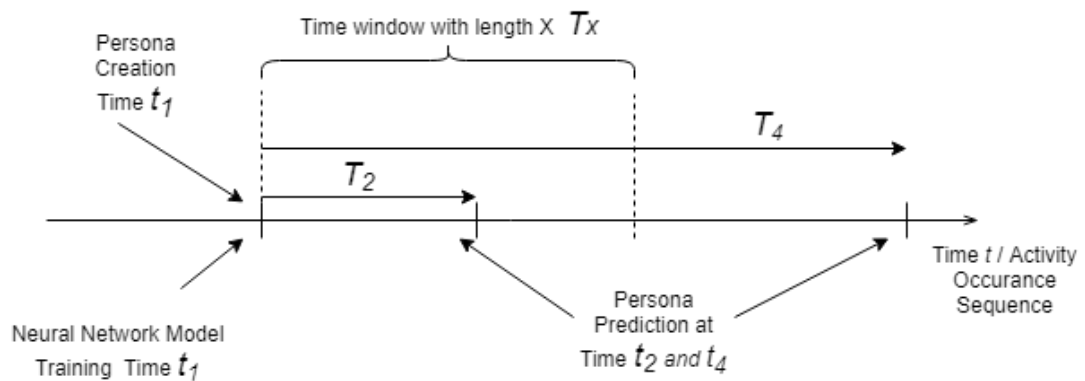 Time window with length X Tx
Persona
Creation
Time t1
T4
T2
Time t / Activity
Occurance
Sequence
Persona
Prediction at
Time t2 and t4
Neural Network Model
Training Time t1